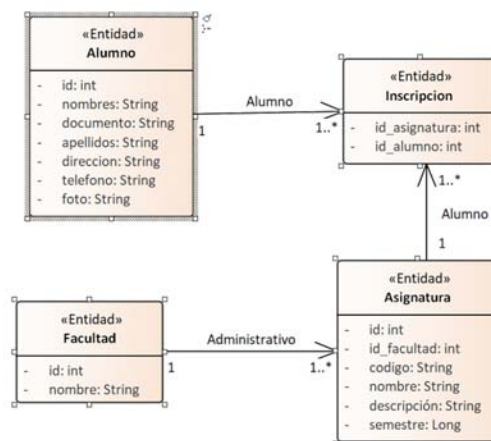 «Entidad»
Alumno
- id: int
- nombres: String
- documento: String
- apellidos: String
- direccion: String
- telefono: String
- foto: String
Alumno
1
1..*
«Entidad»
Inscripcion
- id_asignatura: int
- id_alumno: int
1..*
Alumno
1
«Entidad»
Facultad
- id: int
- nombre: String
Administrativo
1
1..*
«Entidad»
Asignatura
- id: int
- id_facultad: int
- codigo: String
- nombre: String
- descripción: String
- semestre: Long